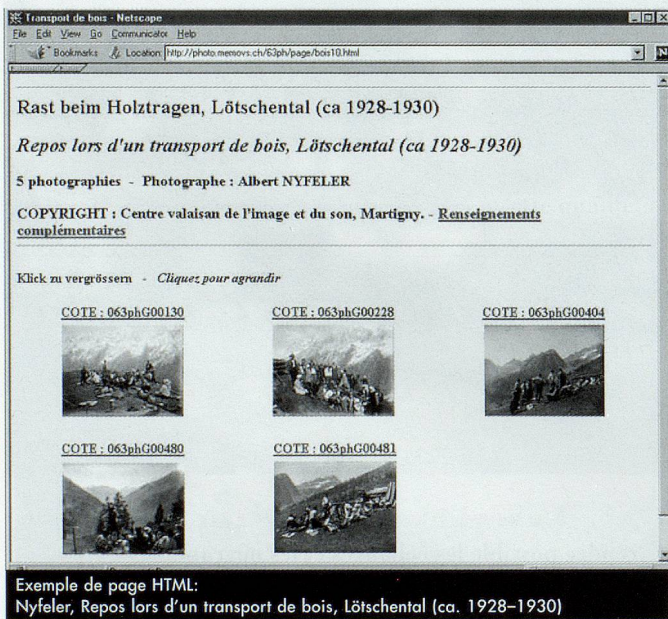 Transport de bois - Netscape
File Edit View Go Communicator Help
Bookmarks Location: http://photo.memovs.ch/63ph/page/bois10.html
N
Rast beim Holztragen, Lötschental (ca 1928-1930)
Repos lors d'un transport de bois, Lötschental (ca 1928-1930)
5 photographies - Photographe : Albert NYFELER
COPYRIGHT : Centre valaisan de l'image et du son, Martigny. - Renseignements
complémentaires
Klick zu vergrössern - Cliquez pour agrandir
COTE : 063phG00130 COTE : 063phG00228 COTE : 063phG00404
COTE : 063phG00480 COTE : 063phG00481
Exemple de page HTML:
Nyfeler, Repos lors d'un transport de bois, Lötschental (ca. 1928–1930)